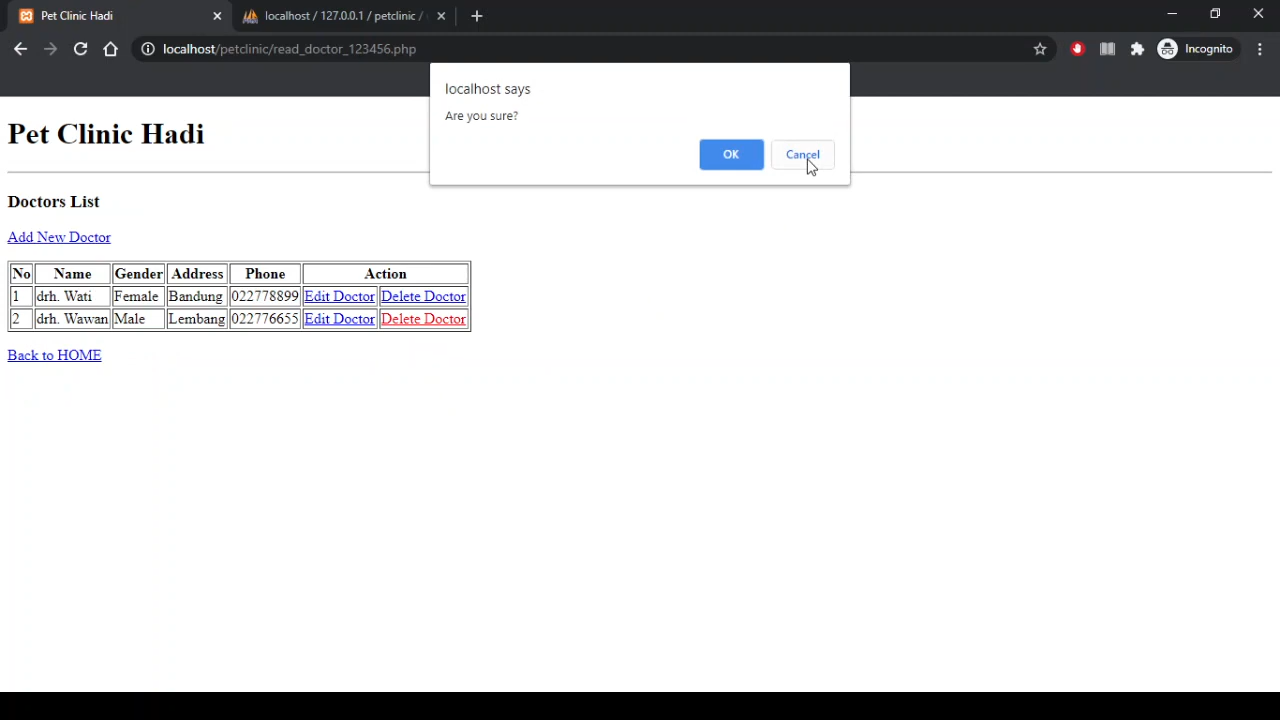 Pet Clinic Hadi
localhost / 127.0.0.1 / petclinic /
localhost/petclinic/read_doctor_123456.php
Incognito
localhost says
Are you sure?
OK Cancel
Pet Clinic Hadi
Doctors List
Add New Doctor
No Name Gender Address Phone Action
1 drh. Wati Female Bandung 022778899 Edit Doctor Delete Doctor
2 drh. Wawan Male Lembang 022776655 Edit Doctor Delete Doctor
Back to HOME